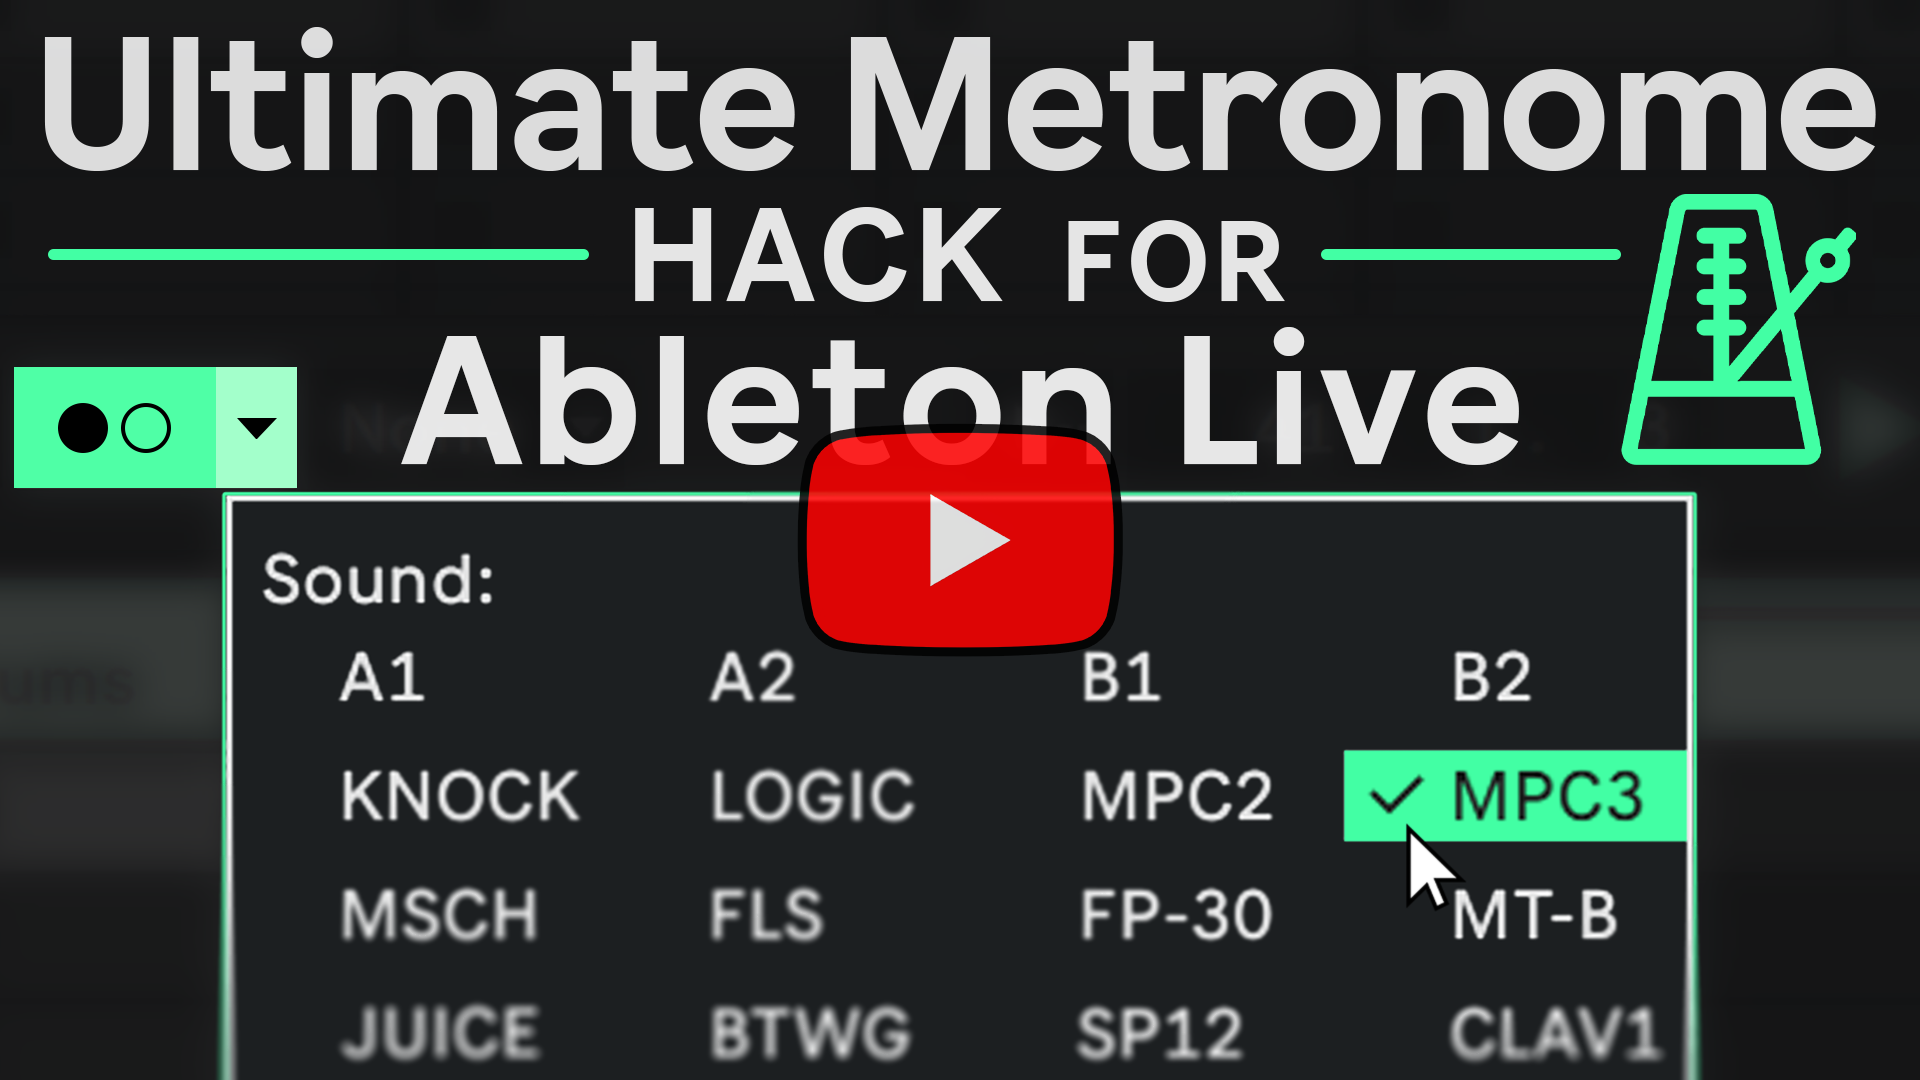 Ultimate Metronome
HACK FOR
Ableton Live
Sound:
A1 A2 B1 B2
KNOCK LOGIC MPC2 MPC3
MSCH FLS FP-30 MT-B
JUICE BTWG SP12 CLAV1
ums